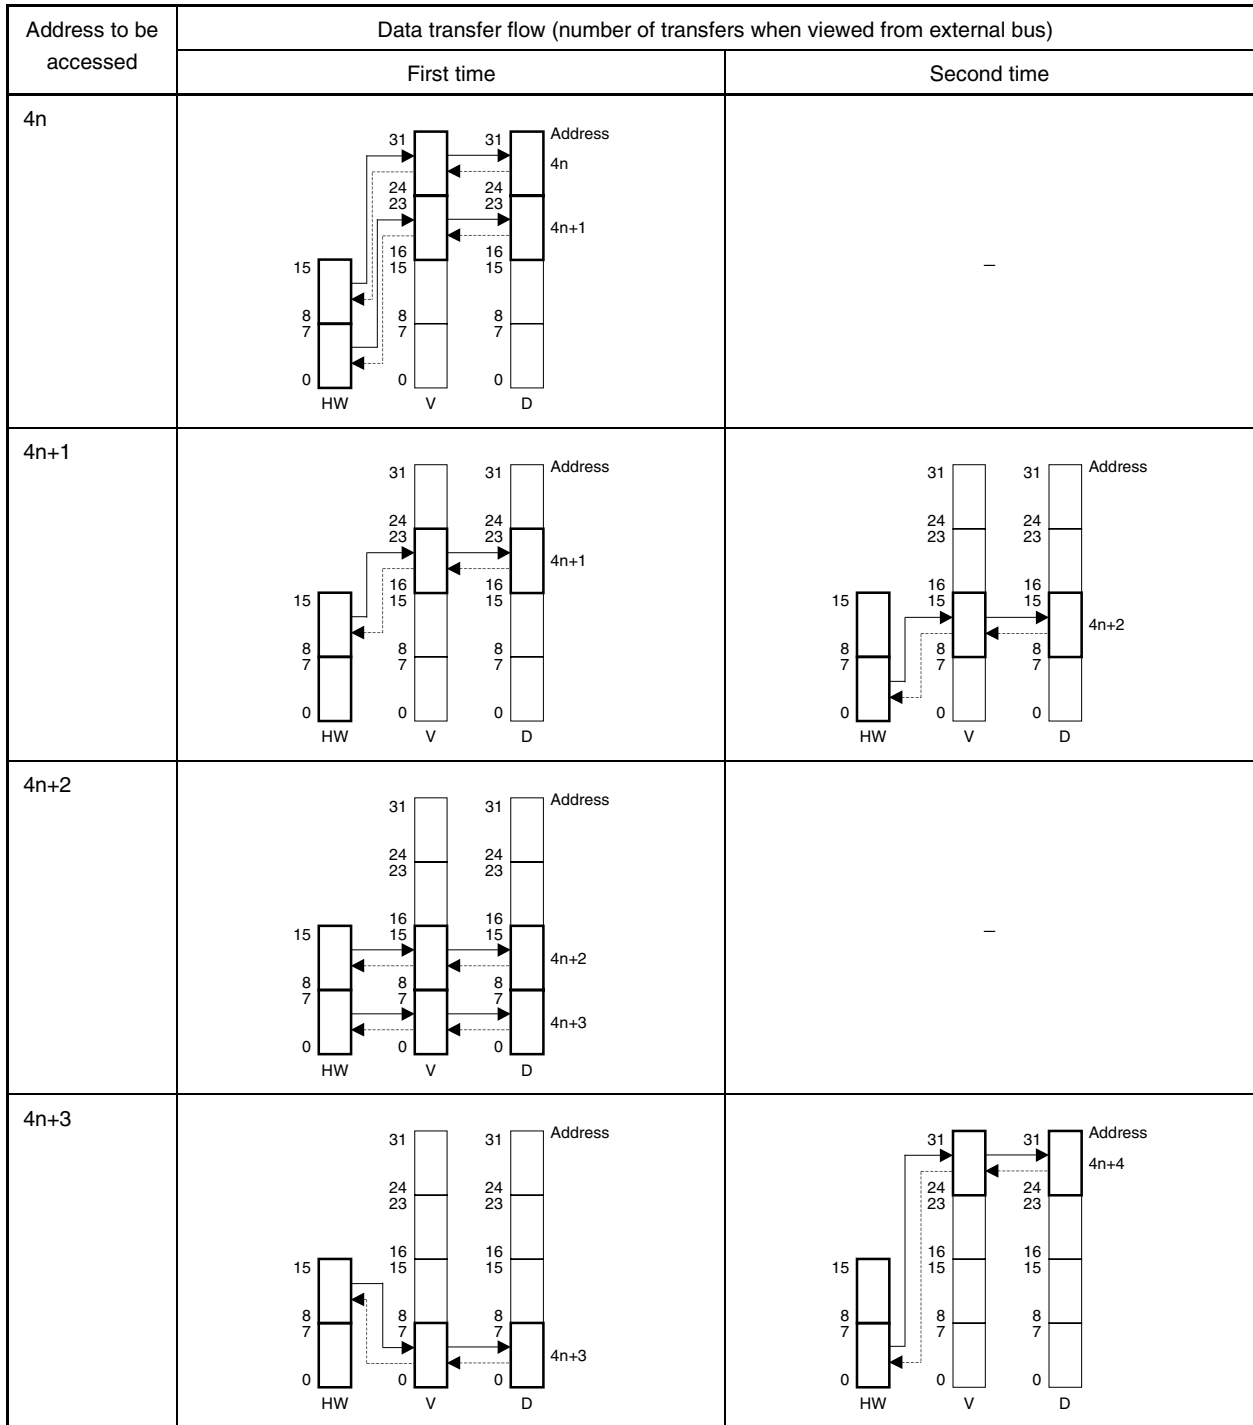 Address to be accessed
Data transfer flow (number of transfers when viewed from external bus)
First time
Second time
4n
31 31 Address
4n
24 24
23 23
4n+1
16 16
15 15 15
8 8 8
7 7 7
0 0 0
HW V D
–
4n+1
31 31 Address
24 24
23 23
4n+1
16 16
15 15 15
8 8 8
7 7 7
0 0 0
HW V D
31 31 Address
24 24
23 23
16 16
15 15 15
4n+2
8 8 8
7 7 7
0 0 0
HW V D
4n+2
31 31 Address
24 24
23 23
16 16
15 15 15
4n+2
8 8 8
7 7 7
4n+3
0 0 0
HW V D
–
4n+3
31 31 Address
24 24
23 23
16 16
15 15 15
8 8 8
7 7 7
4n+3
0 0 0
HW V D
31 31 Address
4n+4
24 24
23 23
16 16
15 15 15
8 8 8
7 7 7
0 0 0
HW V D